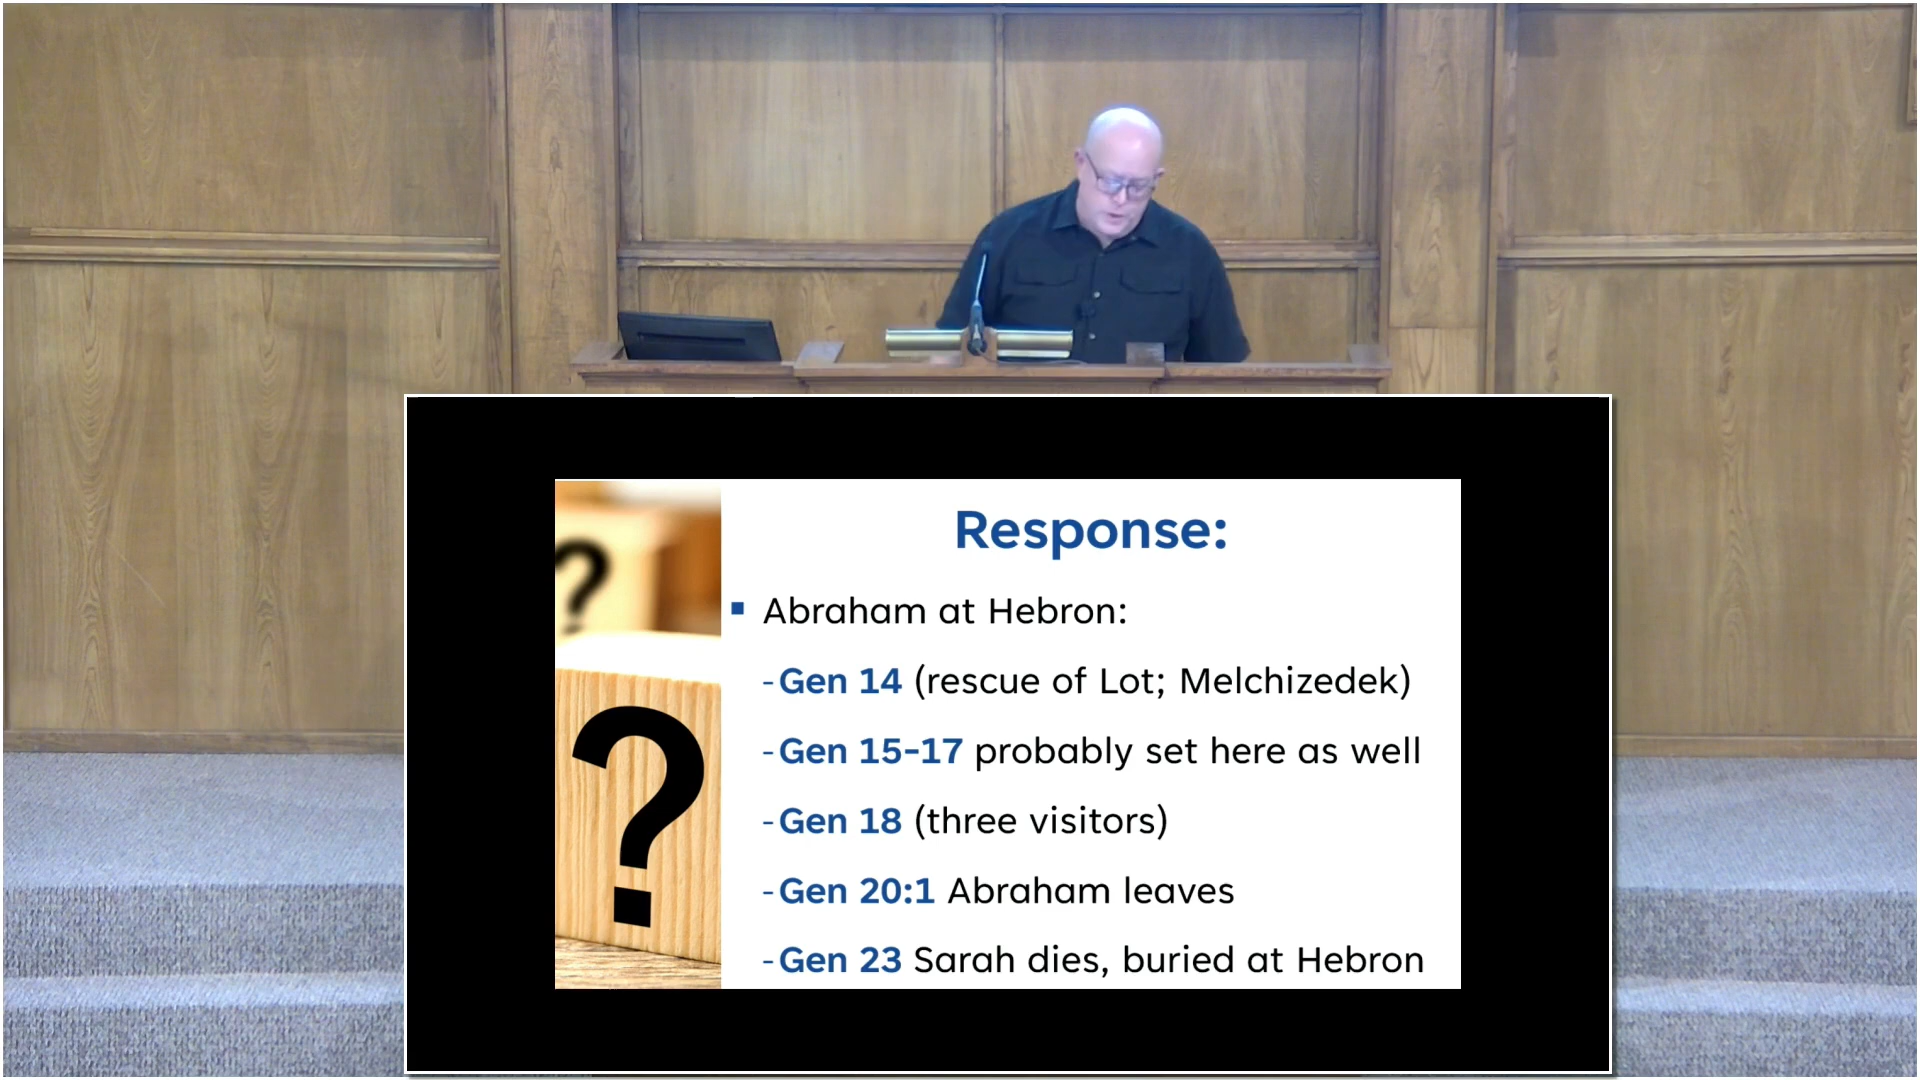 Response:
▪ Abraham at Hebron:
-Gen 14 (rescue of Lot; Melchizedek)
-Gen 15-17 probably set here as well
-Gen 18 (three visitors)
-Gen 20:1 Abraham leaves
-Gen 23 Sarah dies, buried at Hebron
?
?